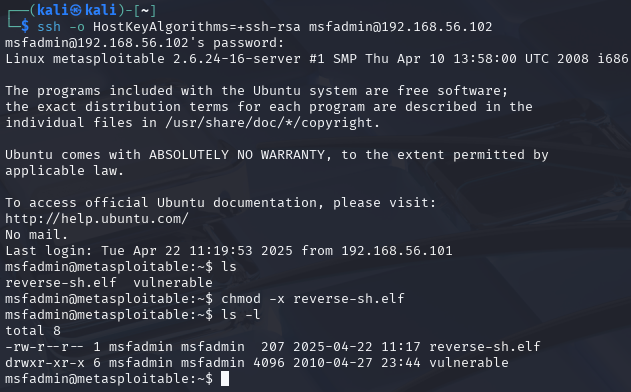 ┌──(kali㉿kali)-[~]
└─$ ssh -o HostKeyAlgorithms=+ssh-rsa msfadmin@192.168.56.102
msfadmin@192.168.56.102's password:
Linux metasploitable 2.6.24-16-server #1 SMP Thu Apr 10 13:58:00 UTC 2008 i686
The programs included with the Ubuntu system are free software;
the exact distribution terms for each program are described in the
individual files in /usr/share/doc/*/copyright.
Ubuntu comes with ABSOLUTELY NO WARRANTY, to the extent permitted by
applicable law.
To access official Ubuntu documentation, please visit:
http://help.ubuntu.com/
No mail.
Last login: Tue Apr 22 11:19:53 2025 from 192.168.56.101
msfadmin@metasploitable:~$ ls
reverse-sh.elf  vulnerable
msfadmin@metasploitable:~$ chmod -x reverse-sh.elf
msfadmin@metasploitable:~$ ls -l
total 8
-rw-r--r-- 1 msfadmin msfadmin  207 2025-04-22 11:17 reverse-sh.elf
drwxr-xr-x 6 msfadmin msfadmin 4096 2010-04-27 23:44 vulnerable
msfadmin@metasploitable:~$